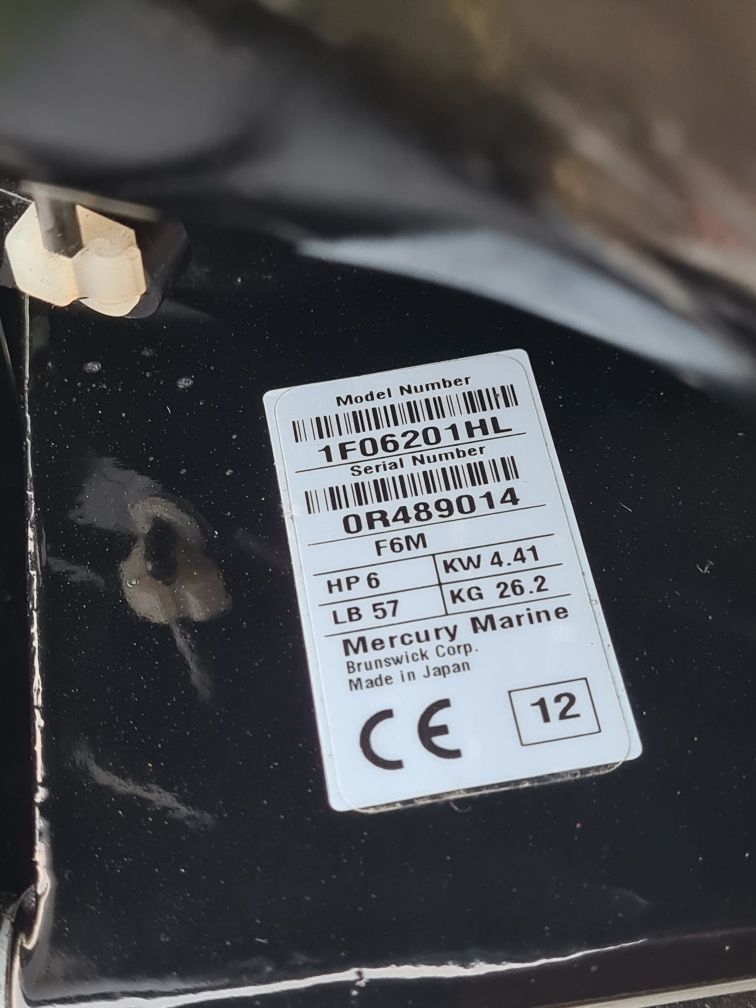 Model Number
1F06201HL
Serial Number
0R489014
F6M
HP 6 KW 4.41
LB 57 KG 26.2
Mercury Marine
Brunswick Corp.
Made in Japan
CE 12